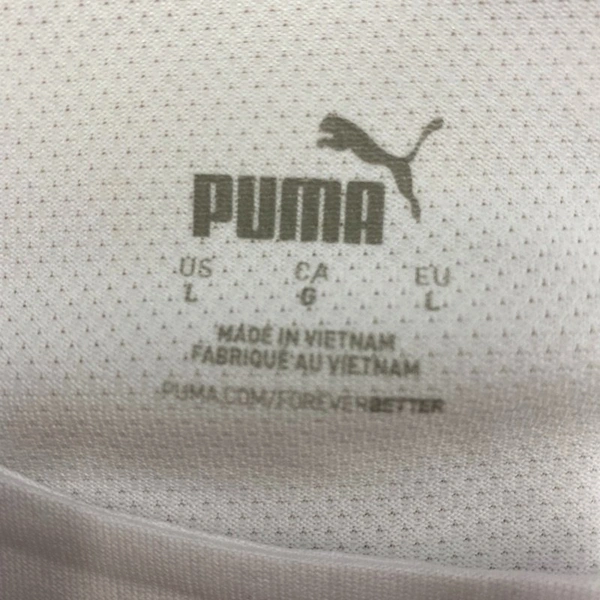 PUMA
US CA EU
L G L
MADE IN VIETNAM
FABRIQUÉ AU VIETNAM
PUMA.COM/FOREVERBETTER